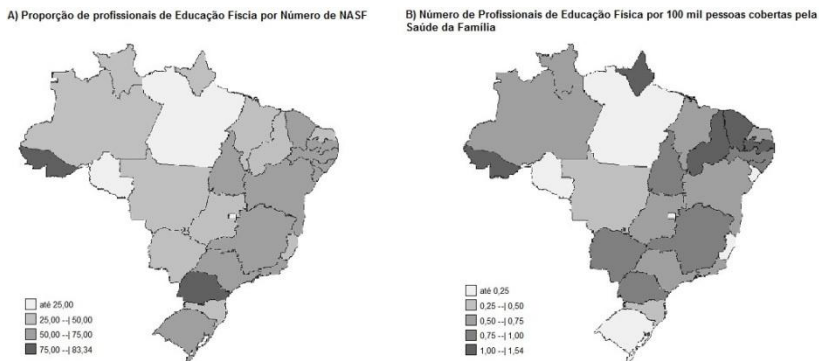 A) Proporção de profissionais de Educação Físcia por Número de NASF
até 25,00
25,00 --| 50,00
50,00 --| 75,00
75,00 --| 83,34
B) Número de Profissionais de Educação Física por 100 mil pessoas cobertas pela
Saúde da Família
até 0,25
0,25 --| 0,50
0,50 --| 0,75
0,75 --| 1,00
1,00 --| 1,54